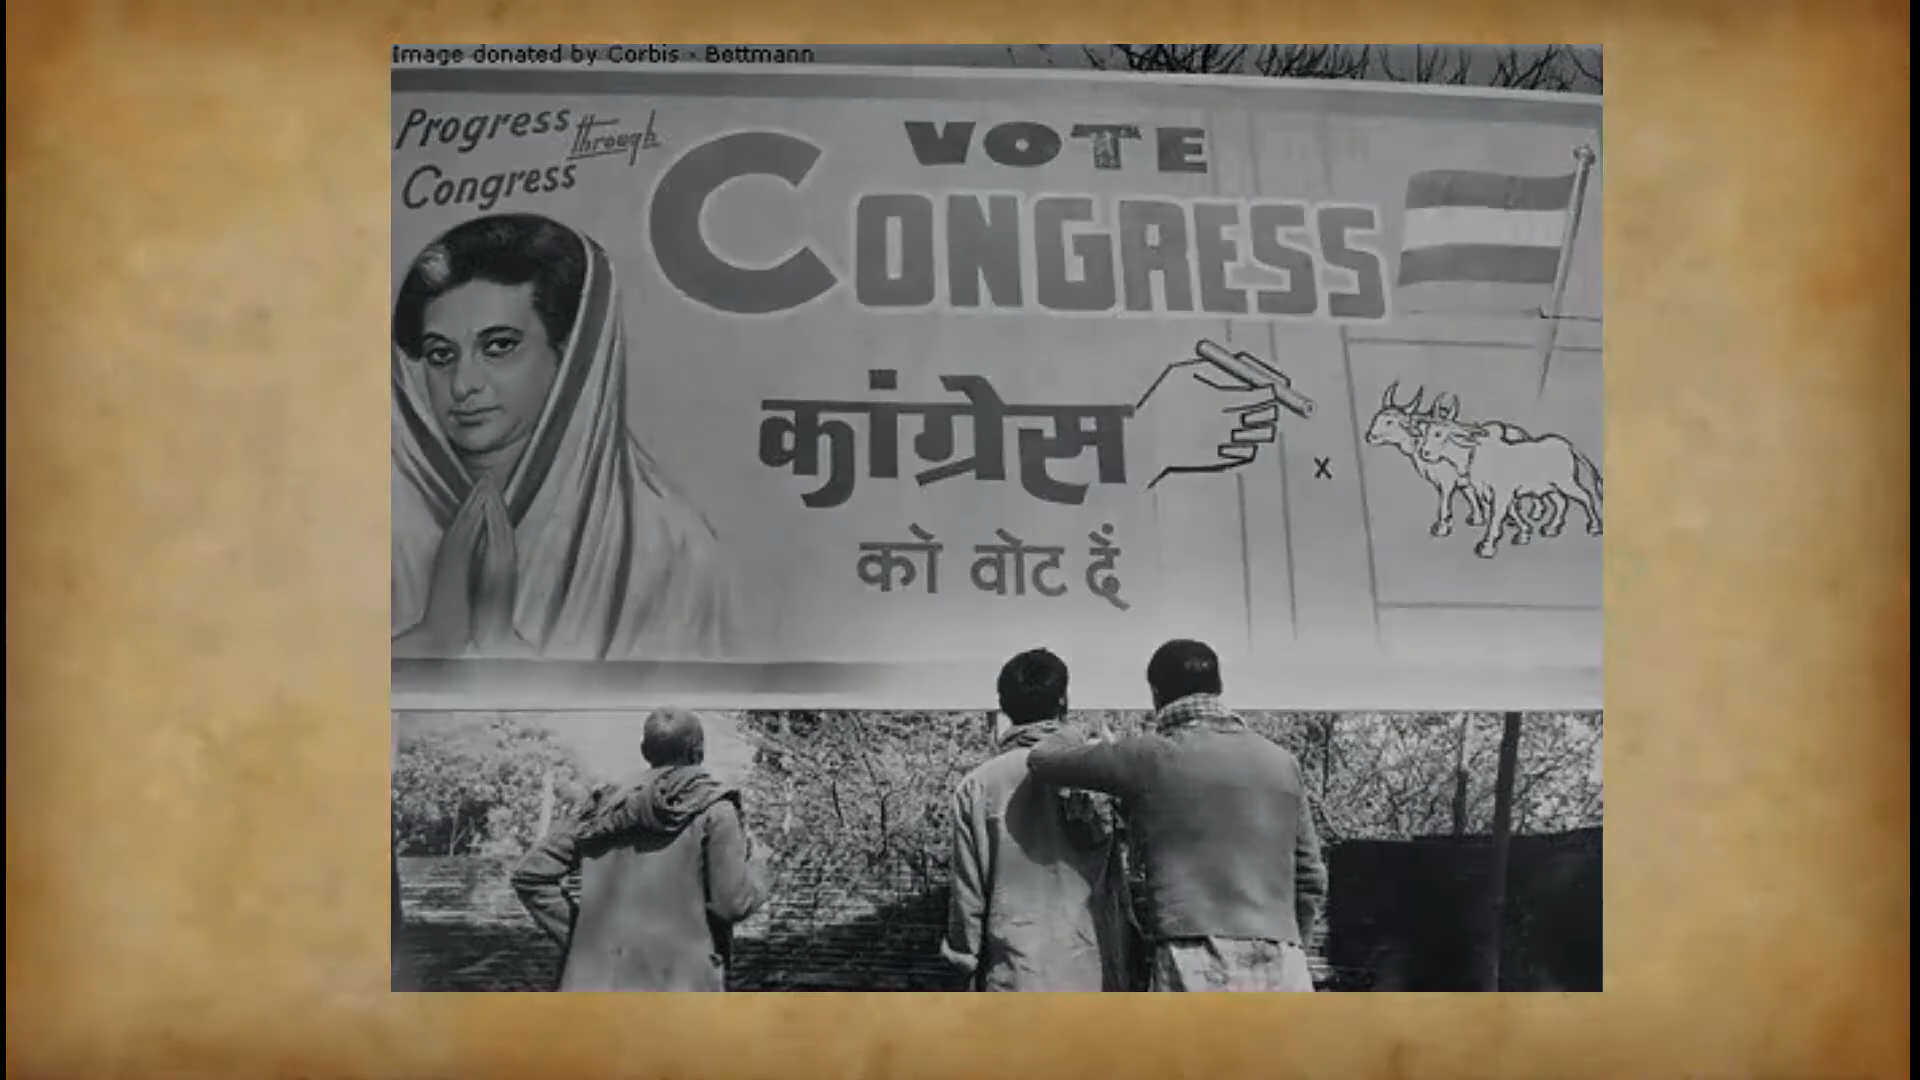 Image donated by Corbis - Bettmann
Progress through
Congress
VOTE
CONGRESS
कांग्रेस
x
को वोट दें